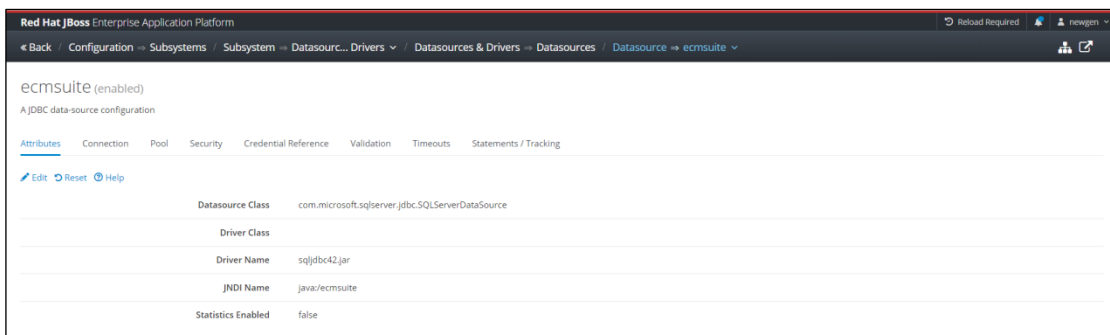 Red Hat JBoss Enterprise Application Platform Reload Required newgen
« Back / Configuration ⇒ Subsystems / Subsystem ⇒ Datasourc... Drivers / Datasources & Drivers ⇒ Datasources / Datasource ⇒ ecmsuite
ecmsuite (enabled)
A JDBC data-source configuration
Attributes Connection Pool Security Credential Reference Validation Timeouts Statements / Tracking
Edit Reset Help
Datasource Class com.microsoft.sqlserver.jdbc.SQLServerDataSource
Driver Class
Driver Name sqljdbc42.jar
JNDI Name java:/ecmsuite
Statistics Enabled false